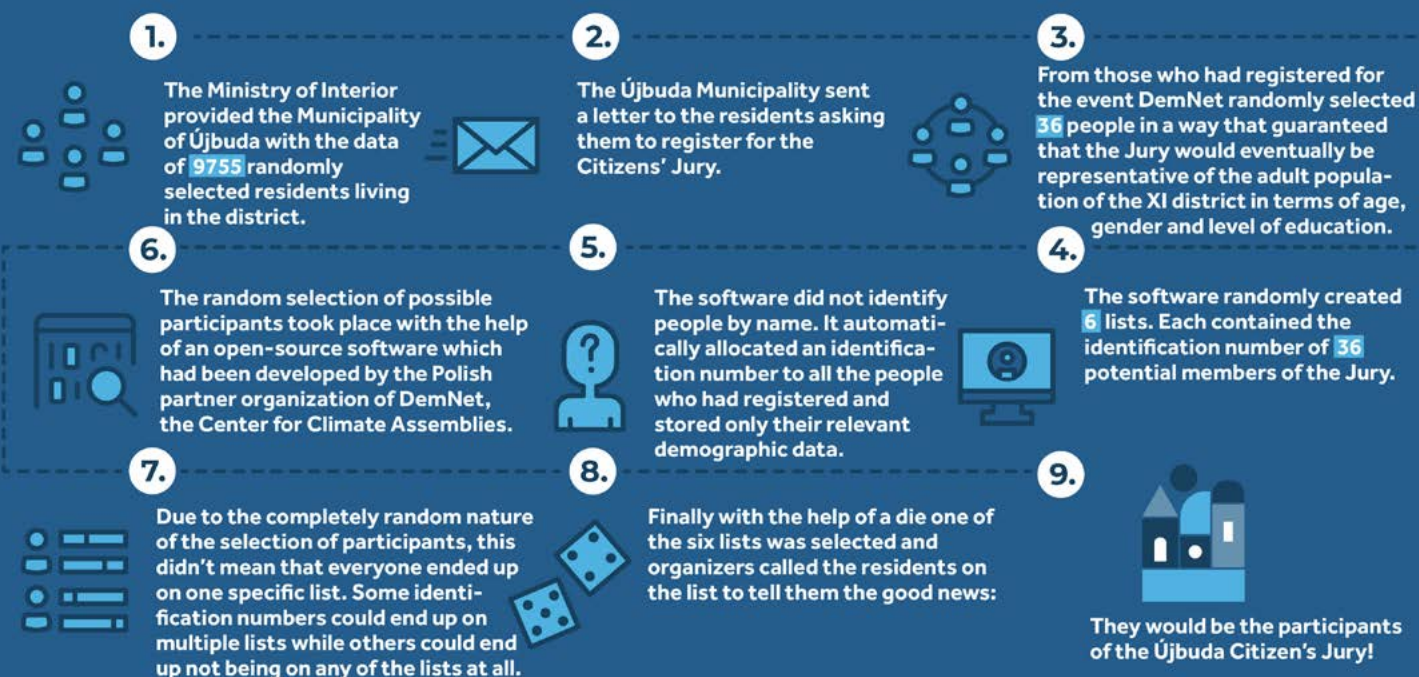 1.
The Ministry of Interior
provided the Municipality
of Újbuda with the data
of 9755 randomly
selected residents living
in the district.
2.
The Újbuda Municipality sent
a letter to the residents asking
them to register for the
Citizens’ Jury.
3.
From those who had registered for
the event DemNet randomly selected
36 people in a way that guaranteed
that the Jury would eventually be
representative of the adult popula-
tion of the XI district in terms of age,
gender and level of education.
4.
The software randomly created
6 lists. Each contained the
identification number of 36
potential members of the Jury.
5.
The software did not identify
people by name. It automati-
cally allocated an identifica-
tion number to all the people
who had registered and
stored only their relevant
demographic data.
6.
The random selection of possible
participants took place with the help
of an open-source software which
had been developed by the Polish
partner organization of DemNet,
the Center for Climate Assemblies.
7.
Due to the completely random nature
of the selection of participants, this
didn’t mean that everyone ended up
on one specific list. Some identi-
fication numbers could end up on
multiple lists while others could end
up not being on any of the lists at all.
8.
Finally with the help of a die one of
the six lists was selected and
organizers called the residents on
the list to tell them the good news:
9.
They would be the participants
of the Újbuda Citizen’s Jury!